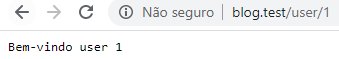 Não seguro | blog.test/user/1
Bem-vindo user 1